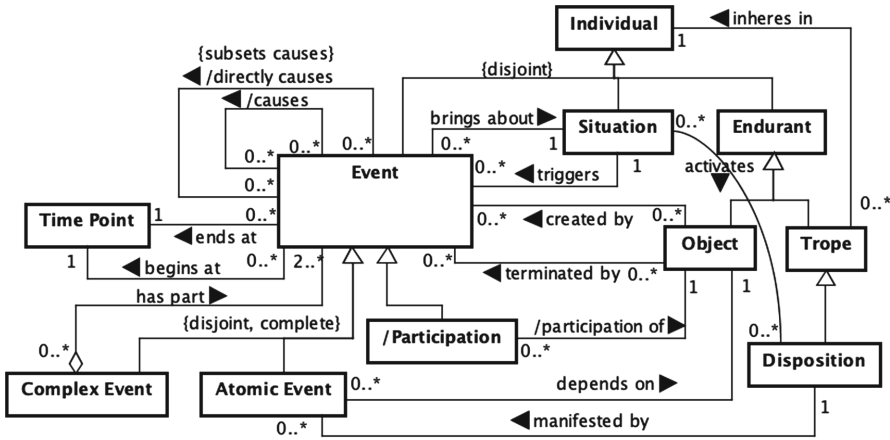 Individual
◀ inheres in
1
{subsets causes}
◀ /directly causes
{disjoint}
◀ /causes
brings about ▶
Situation
0..*
Endurant
0..*
0..*
0..*
1
0..*
0..*
Event
0..*
◀ triggers
1
activates
▼
0..*
Time Point
1
0..*
0..*
◀ created by
0..*
0..*
◀ ends at
Object
Trope
1
◀ begins at
0..*
2..*
0..*
◀ terminated by
0..*
1
1
has part ▶
{disjoint, complete}
/Participation
/participation of ▶
0..*
0..*
0..*
Disposition
Complex Event
Atomic Event
0..*
depends on ▶
0..*
◀ manifested by
1